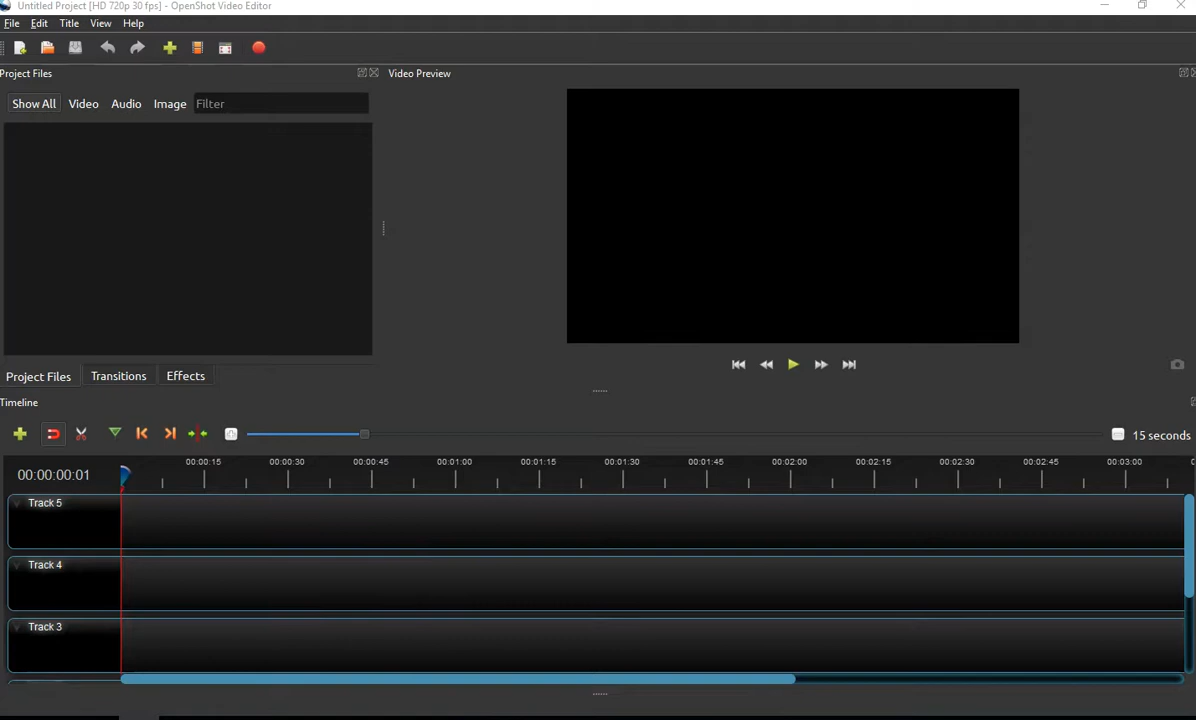 Untitled Project [HD 720p 30 fps] - OpenShot Video Editor
File Edit Title View Help
Project Files
Video Preview
Show All Video Audio Image Filter
Project Files Transitions Effects
Timeline
15 seconds
00:00:00:01
00:00:15 00:00:30 00:00:45 00:01:00 00:01:15 00:01:30 00:01:45 00:02:00 00:02:15 00:02:30 00:02:45 00:03:00
Track 5
Track 4
Track 3